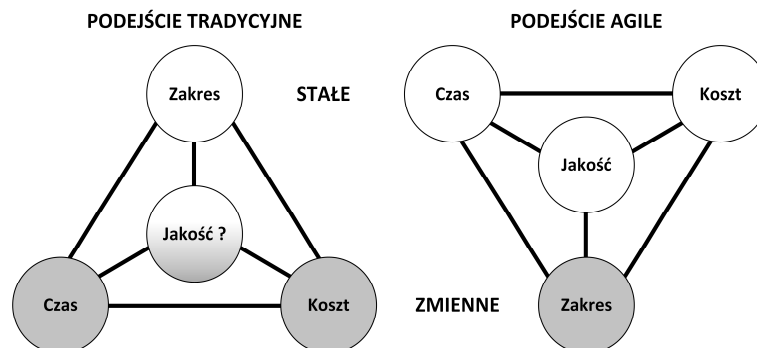 PODEJŚCIE TRADYCYJNE
PODEJŚCIE AGILE
Zakres
STAŁE
Czas
Koszt
Jakość
Jakość ?
Czas
Koszt
ZMIENNE
Zakres